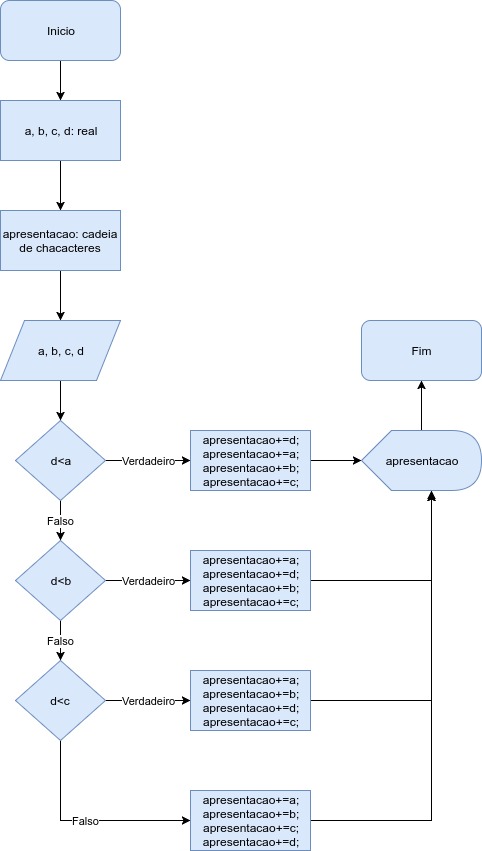 Inicio
a, b, c, d: real
apresentacao: cadeia
de chacacteres
a, b, c, d
Fim
d<a
Verdadeiro
apresentacao+=d;
apresentacao+=a;
apresentacao+=b;
apresentacao+=c;
apresentacao
Falso
d<b
Verdadeiro
apresentacao+=a;
apresentacao+=d;
apresentacao+=b;
apresentacao+=c;
Falso
d<c
Verdadeiro
apresentacao+=a;
apresentacao+=b;
apresentacao+=d;
apresentacao+=c;
Falso
apresentacao+=a;
apresentacao+=b;
apresentacao+=c;
apresentacao+=d;